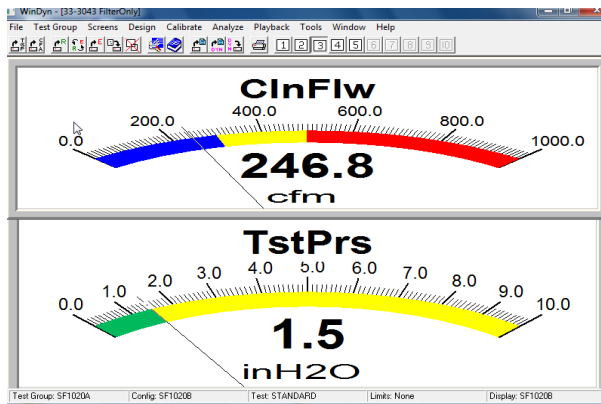 WinDyn - [33-3043 FilterOnly]
File Test Group Screens Design Calibrate Analyze Playback Tools Window Help
1 2 3 4 5 6 7 8 9 10
ClnFlw
0.0 200.0 400.0 600.0 800.0 1000.0
246.8
cfm
TstPrs
0.0 1.0 2.0 3.0 4.0 5.0 6.0 7.0 8.0 9.0 10.0
1.5
inH2O
Test Group: SF1020A Config: SF1020B Test: STANDARD Limits: None Display: SF1020B